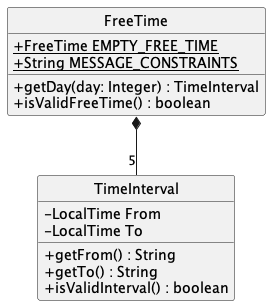 FreeTime
+FreeTime EMPTY_FREE_TIME
+String MESSAGE_CONSTRAINTS
+getDay(day: Integer) : TimeInterval
+isValidFreeTime() : boolean
5
TimeInterval
-LocalTime From
-LocalTime To
+getFrom() : String
+getTo() : String
+isValidInterval() : boolean